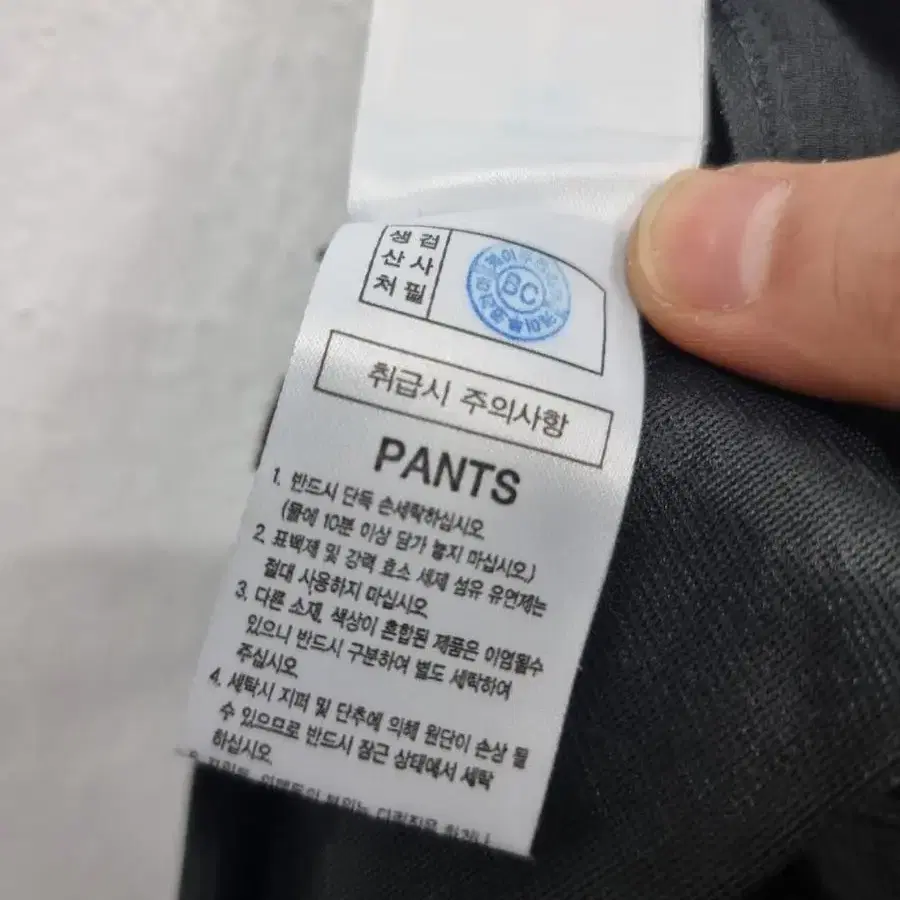 생 검
산 사
처 필
BC
취급시 주의사항
PANTS
1. 반드시 단독 손세탁하십시오
(물에 10분 이상 담가 놓지 마십시오.)
2. 표백제 및 강력 효소 세제 섬유 유연제는
절대 사용하지 마십시오
3. 다른 소재, 색상이 혼합된 제품은 이염될수
있으니 반드시 구분하여 별도 세탁하여
주십시오
4. 세탁시 지퍼 및 단추에 의해 원단이 손상 될
수 있으므로 반드시 잠근 상태에서 세탁
하십시오